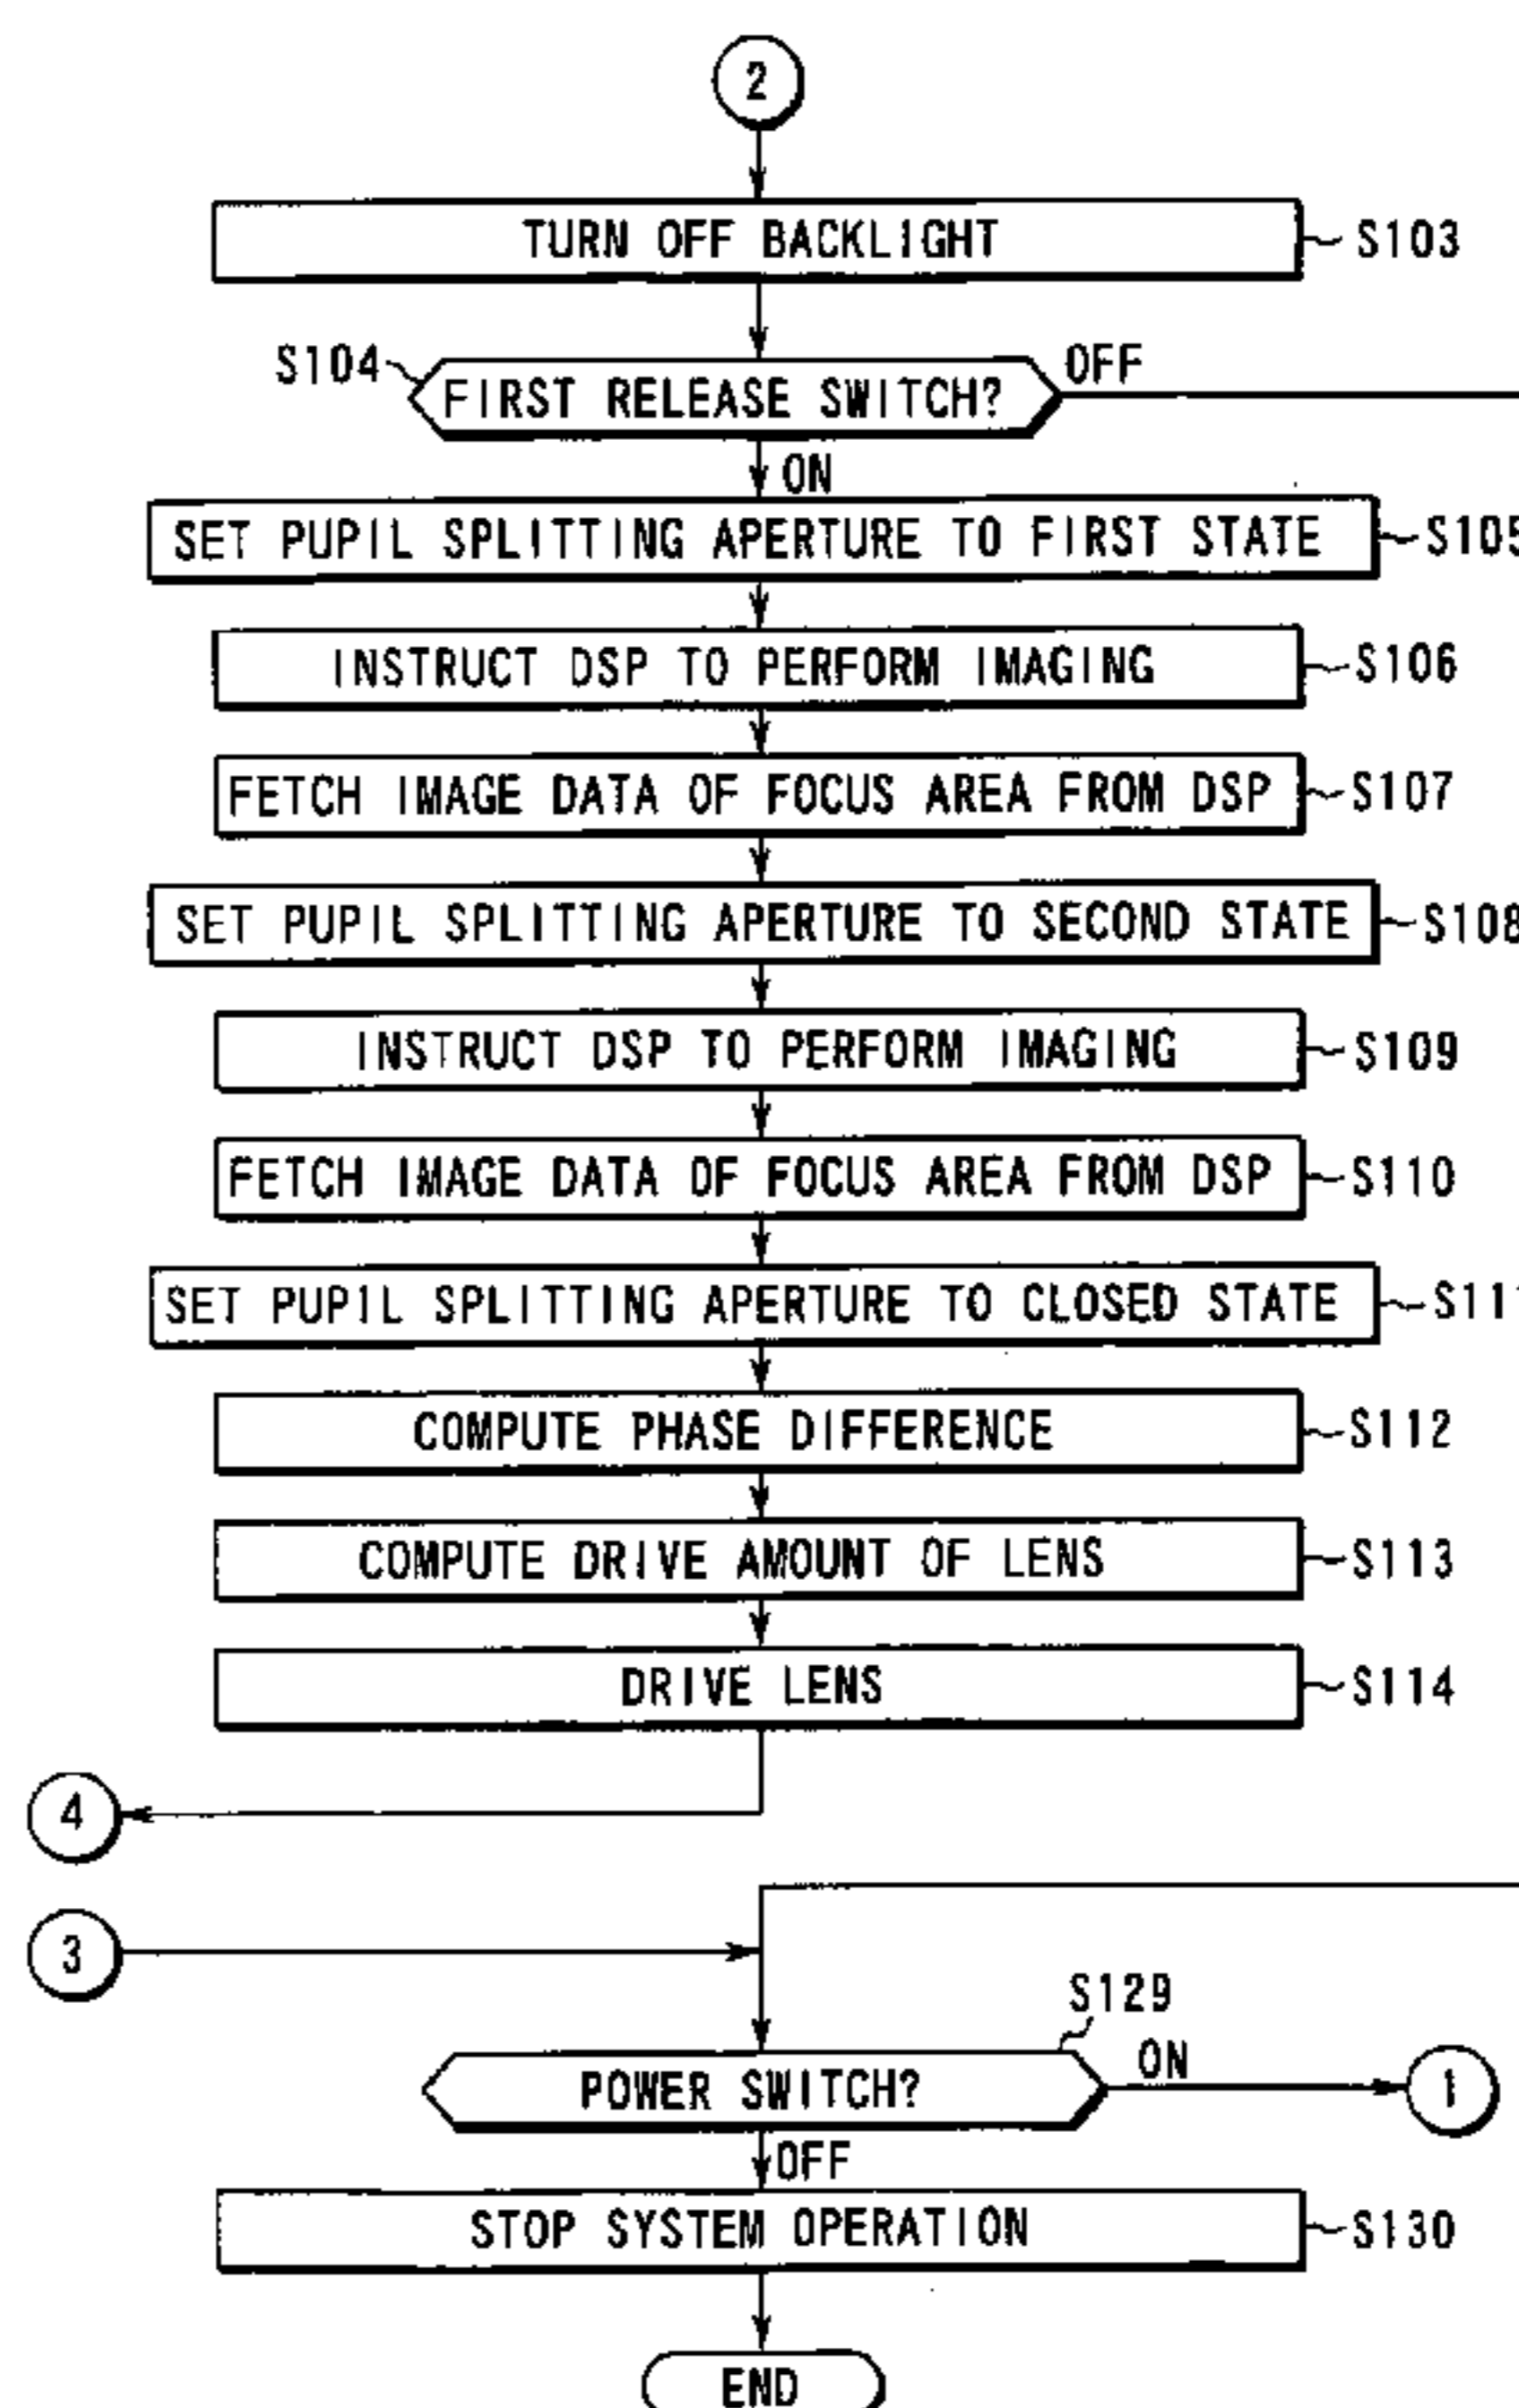 2
TURN OFF BACKLIGHT
S103
S104
FIRST RELEASE SWITCH?
OFF
ON
SET PUPIL SPLITTING APERTURE TO FIRST STATE
S105
INSTRUCT DSP TO PERFORM IMAGING
S106
FETCH IMAGE DATA OF FOCUS AREA FROM DSP
S107
SET PUPIL SPLITTING APERTURE TO SECOND STATE
S108
INSTRUCT DSP TO PERFORM IMAGING
S109
FETCH IMAGE DATA OF FOCUS AREA FROM DSP
S110
SET PUPIL SPLITTING APERTURE TO CLOSED STATE
S111
COMPUTE PHASE DIFFERENCE
S112
COMPUTE DRIVE AMOUNT OF LENS
S113
DRIVE LENS
S114
4
3
S129
POWER SWITCH?
ON
1
OFF
STOP SYSTEM OPERATION
S130
END